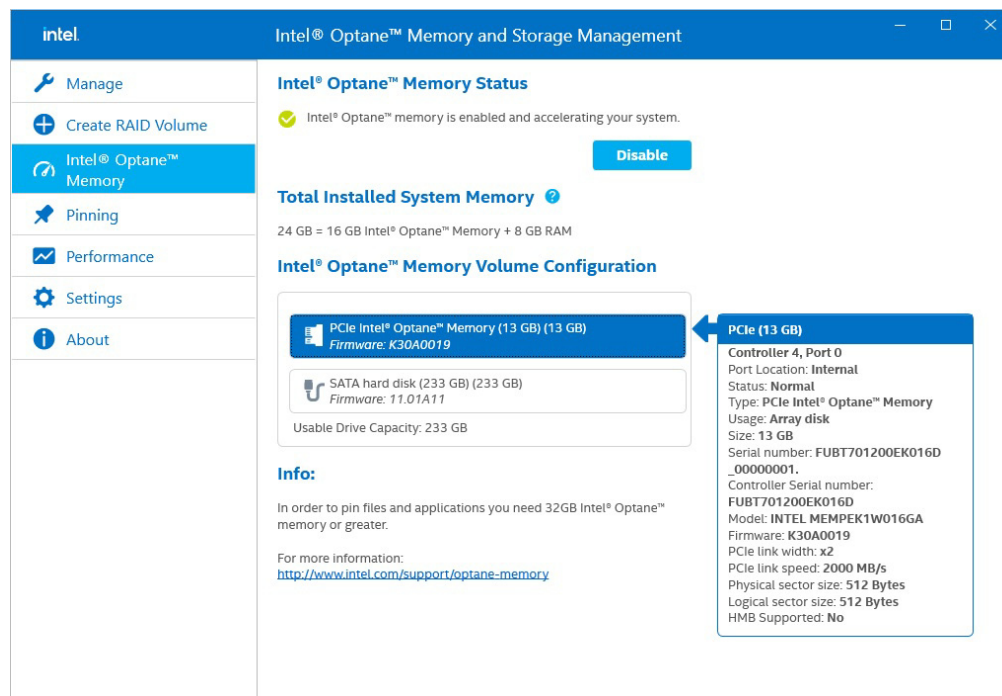 intel.
Intel® Optane™ Memory and Storage Management
Manage
Create RAID Volume
Intel® Optane™
Memory
Pinning
Performance
Settings
About
Intel® Optane™ Memory Status
Intel® Optane™ memory is enabled and accelerating your system.
Disable
Total Installed System Memory ?
24 GB = 16 GB Intel® Optane™ Memory + 8 GB RAM
Intel® Optane™ Memory Volume Configuration
PCIe Intel® Optane™ Memory (13 GB) (13 GB)
Firmware: K30A0019
SATA hard disk (233 GB) (233 GB)
Firmware: 11.01A11
Usable Drive Capacity: 233 GB
Info:
In order to pin files and applications you need 32GB Intel® Optane™
memory or greater.
For more information:
http://www.intel.com/support/optane-memory
PCIe (13 GB)
Controller 4, Port 0
Port Location: Internal
Status: Normal
Type: PCIe Intel® Optane™ Memory
Usage: Array disk
Size: 13 GB
Serial number: FUBT701200EK016D
_00000001.
Controller Serial number:
FUBT701200EK016D
Model: INTEL MEMPEK1W016GA
Firmware: K30A0019
PCIe link width: x2
PCIe link speed: 2000 MB/s
Physical sector size: 512 Bytes
Logical sector size: 512 Bytes
HMB Supported: No